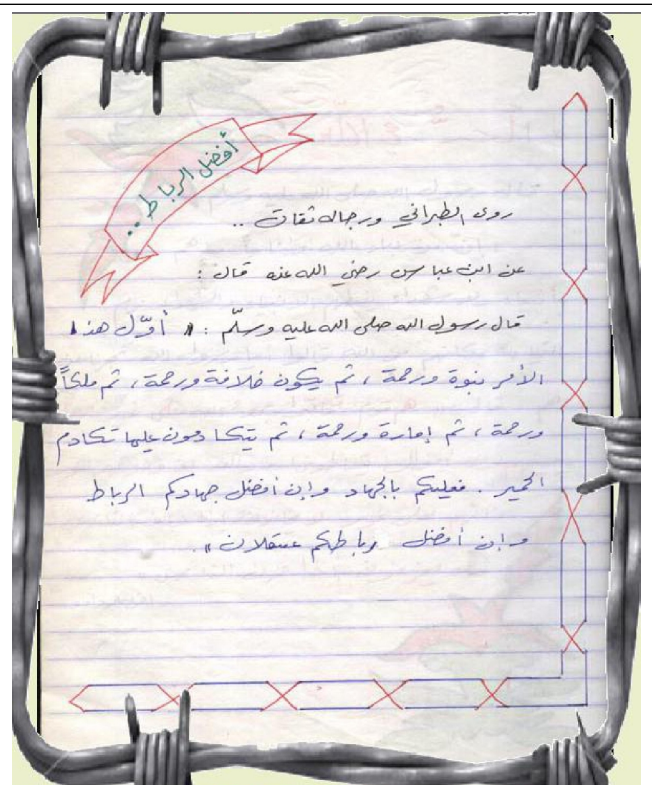 أفضل الرباط ..
روى الطبراني ورجاله ثقات ..
عن ابن عباس رضي الله عنه قال :
قال رسول الله صلى الله عليه وسلّم : « أوّل هذا
الأمر نبوة ورحمة ، ثم يكون خلافة ورحمة ، ثم ملكاً
ورحمة ، ثم إمارة ورحمة ، ثم يتكادمون عليها تكادم
الحمير . فعليكم بالجهاد وإن أفضل جهادكم الرباط
وإن أفضل رباطكم عسقلان » .